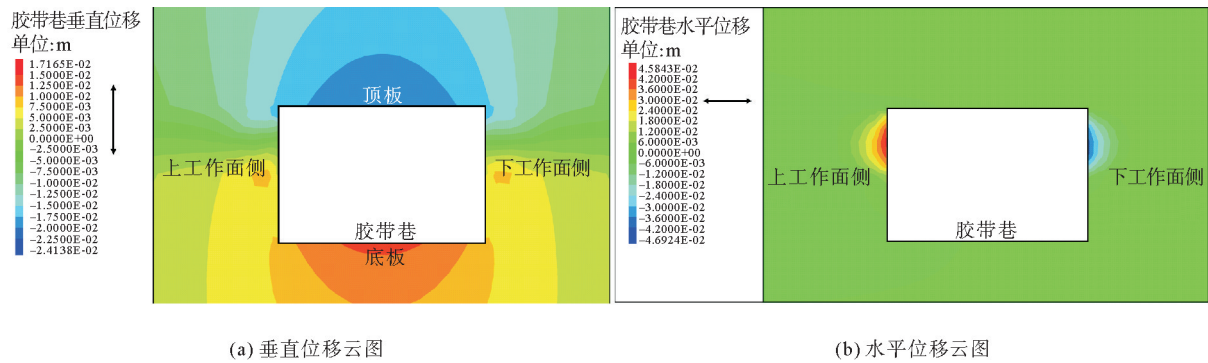 胶带巷垂直位移
单位:m
1.7165E-02
1.5000E-02
1.2500E-02
1.0000E-02
7.5000E-03
5.0000E-03
2.5000E-03
0.0000E+00
-2.5000E-03
-5.0000E-03
-7.5000E-03
-1.0000E-02
-1.2500E-02
-1.5000E-02
-1.7500E-02
-2.0000E-02
-2.2500E-02
-2.4138E-02
顶板
上工作面侧
下工作面侧
胶带巷
底板
(a) 垂直位移云图
胶带巷水平位移
单位:m
4.5843E-02
4.2000E-02
3.6000E-02
3.0000E-02
2.4000E-02
1.8000E-02
1.2000E-02
6.0000E-03
0.0000E+00
-6.0000E-03
-1.2000E-02
-1.8000E-02
-2.4000E-02
-3.0000E-02
-3.6000E-02
-4.2000E-02
-4.6924E-02
上工作面侧
下工作面侧
胶带巷
(b) 水平位移云图